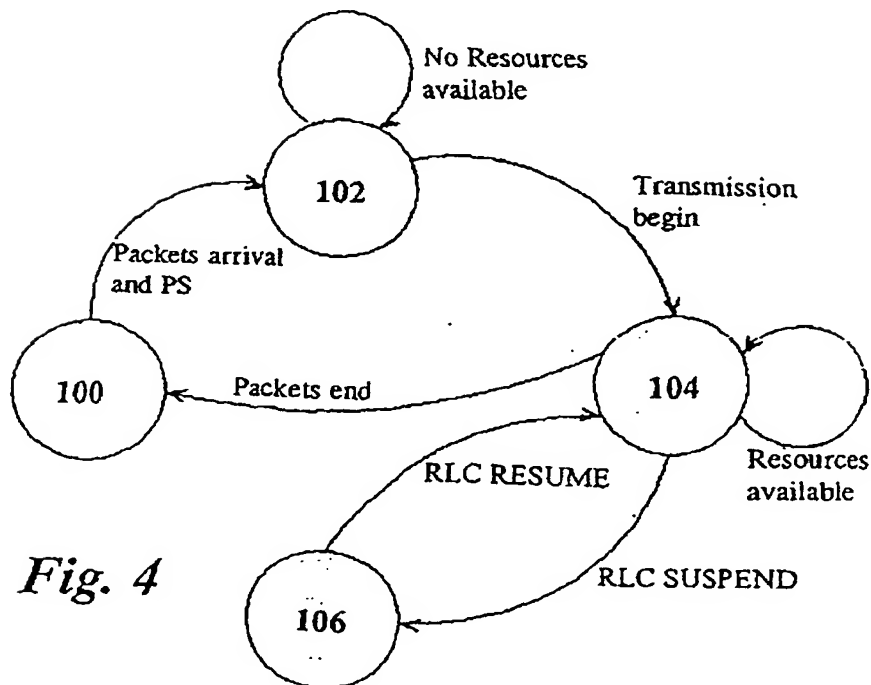 No Resources
available
102
Transmission
begin
Packets arrival
and PS
100
Packets end
104
RLC RESUME
Resources
available
Fig. 4
RLC SUSPEND
106